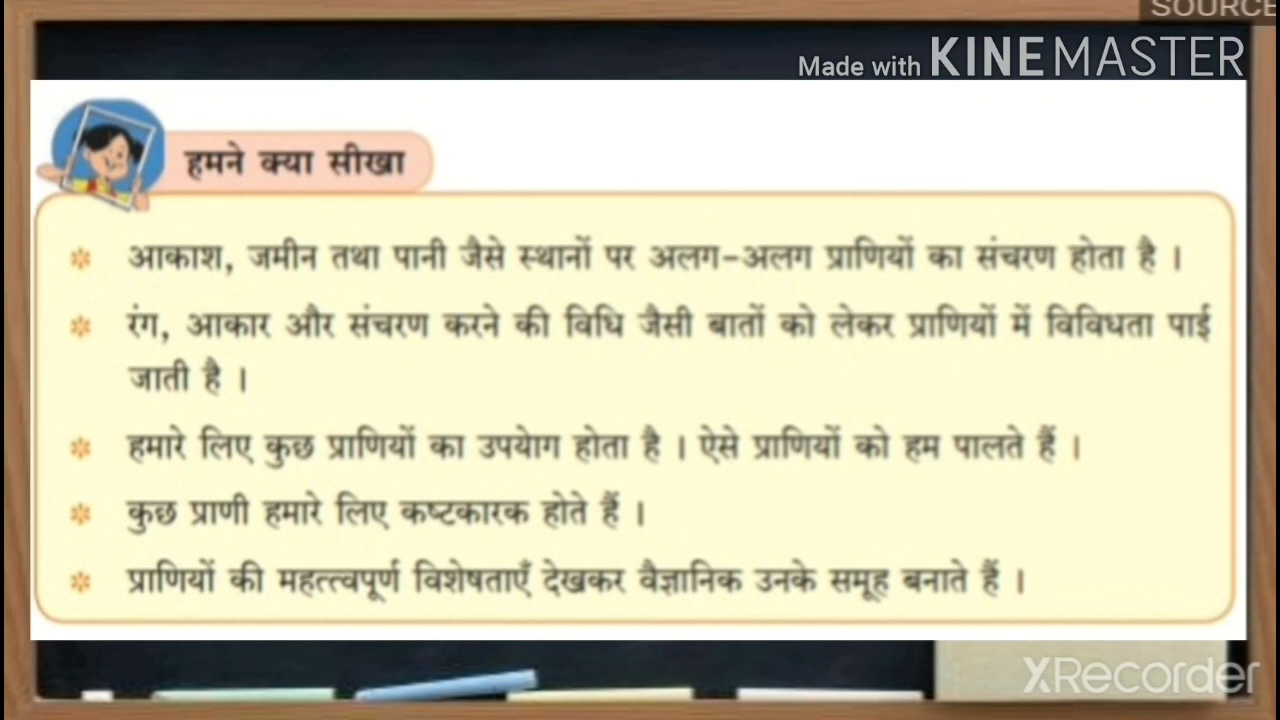 SOURCE
Made with KINEMASTER
हमने क्या सीखा
✲ आकाश, जमीन तथा पानी जैसे स्थानों पर अलग-अलग प्राणियों का संचरण होता है ।
✲ रंग, आकार और संचरण करने की विधि जैसी बातों को लेकर प्राणियों में विविधता पाई
जाती है ।
✲ हमारे लिए कुछ प्राणियों का उपयोग होता है । ऐसे प्राणियों को हम पालते हैं ।
✲ कुछ प्राणी हमारे लिए कष्टकारक होते हैं ।
✲ प्राणियों की महत्त्वपूर्ण विशेषताएँ देखकर वैज्ञानिक उनके समूह बनाते हैं ।
XRecorder